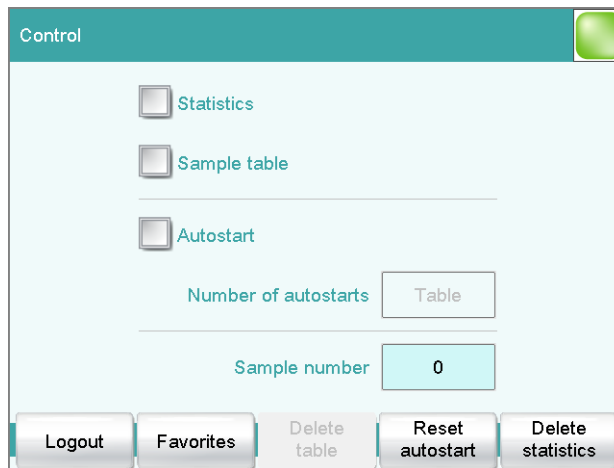 Control
Statistics
Sample table
Autostart
Number of autostarts Table
Sample number 0
Logout Favorites Delete table Reset autostart Delete statistics